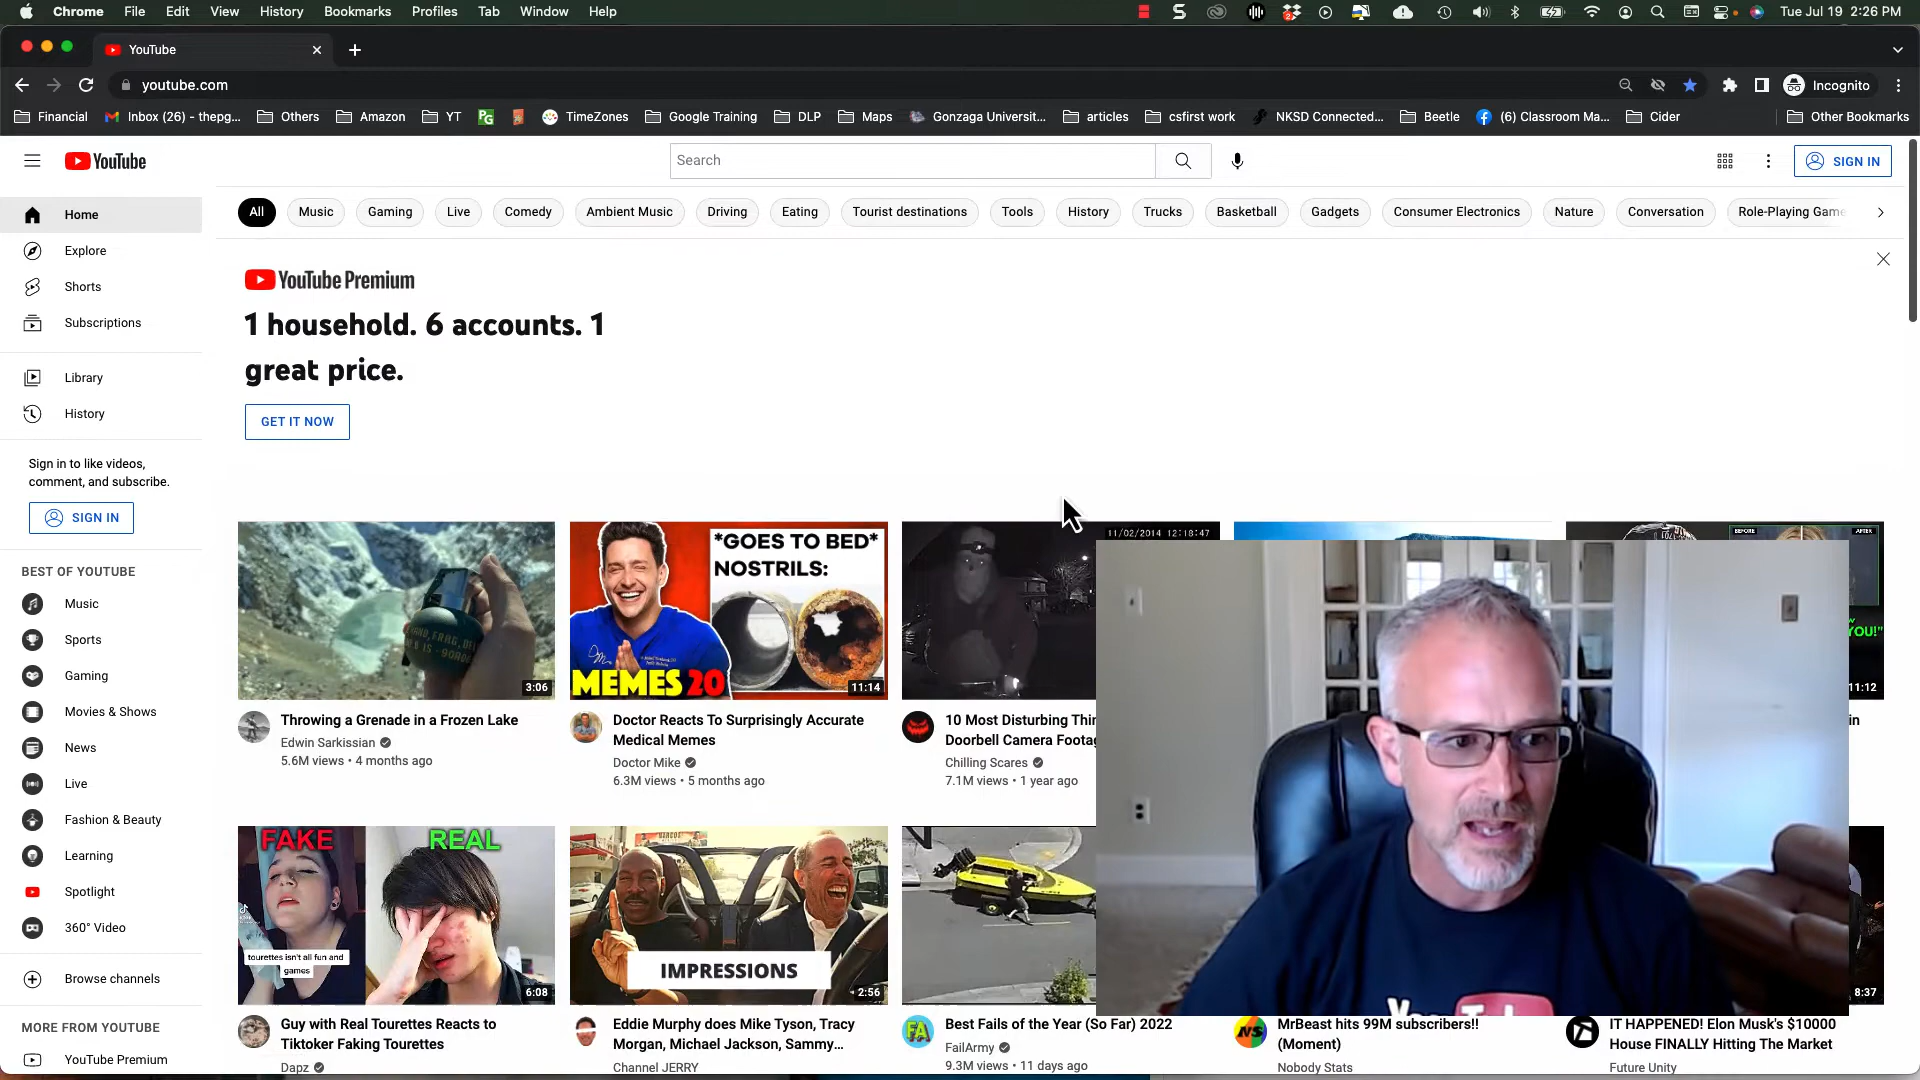 Chrome File Edit View History Bookmarks Profiles Tab Window Help
Tue Jul 19 2:26 PM
YouTube
youtube.com
Incognito
Financial
Inbox (26) - thepg...
Others
Amazon
YT
TimeZones
Google Training
DLP
Maps
Gonzaga Universit...
articles
csfirst work
NKSD Connected...
Beetle
(6) Classroom Ma...
Cider
Other Bookmarks
YouTube
Search
SIGN IN
All
Music
Gaming
Live
Comedy
Ambient Music
Driving
Eating
Tourist destinations
Tools
History
Trucks
Basketball
Gadgets
Consumer Electronics
Nature
Conversation
Role-Playing Game
Home
Explore
Shorts
Subscriptions
Library
History
Sign in to like videos,
comment, and subscribe.
SIGN IN
BEST OF YOUTUBE
Music
Sports
Gaming
Movies & Shows
News
Live
Fashion & Beauty
Learning
Spotlight
360° Video
Browse channels
MORE FROM YOUTUBE
YouTube Premium
YouTube Premium
1 household. 6 accounts. 1
great price.
GET IT NOW
3:06
Throwing a Grenade in a Frozen Lake
Edwin Sarkissian
5.6M views • 4 months ago
*GOES TO BED*
NOSTRILS:
MEMES 20
11:14
Doctor Reacts To Surprisingly Accurate
Medical Memes
Doctor Mike
6.3M views • 5 months ago
11/02/2014 12:18:47
10 Most Disturbing Thin
Doorbell Camera Footag
Chilling Scares
7.1M views • 1 year ago
BEFORE
AFTER
YOU!"
11:12
in
FAKE
REAL
tourettes isn't all fun and
games
6:08
Guy with Real Tourettes Reacts to
Tiktoker Faking Tourettes
Dapz
IMPRESSIONS
2:56
Eddie Murphy does Mike Tyson, Tracy
Morgan, Michael Jackson, Sammy...
Channel JERRY
Best Fails of the Year (So Far) 2022
FailArmy
9.3M views • 11 days ago
MrBeast hits 99M subscribers!!
(Moment)
Nobody Stats
8:37
IT HAPPENED! Elon Musk's $10000
House FINALLY Hitting The Market
Future Unity